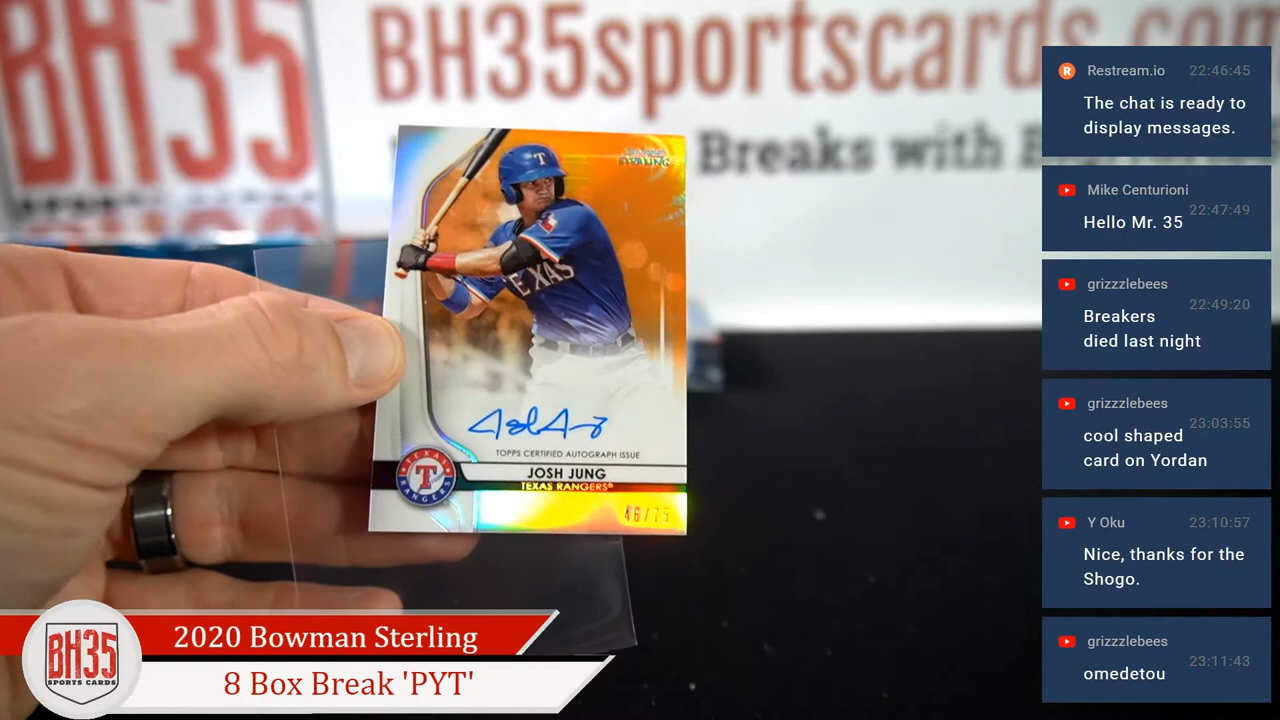 BH35
BH35sportscards.com
Breaks with
STERLING
T
TEXAS
TOPPS CERTIFIED AUTOGRAPH ISSUE
JOSH JUNG
TEXAS RANGERS®
TEXAS
T
RANGERS
46/75
BH35
SPORTS CARDS
2020 Bowman Sterling
8 Box Break 'PYT'
Restream.io 22:46:45
The chat is ready to
display messages.
Mike Centurioni
22:47:49
Hello Mr. 35
grizzzlebees
22:49:20
Breakers
died last night
grizzzlebees
23:03:55
cool shaped
card on Yordan
Y Oku 23:10:57
Nice, thanks for the
Shogo.
grizzzlebees
23:11:43
omedetou